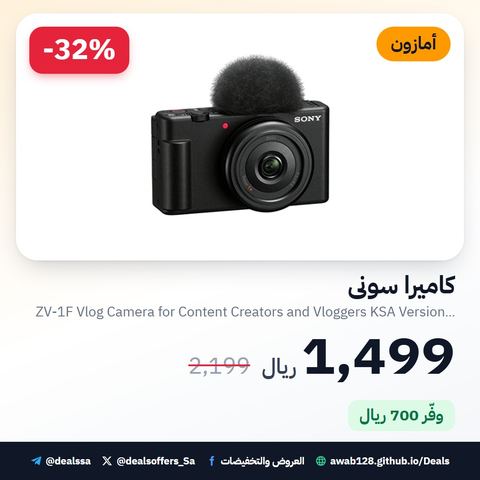 -32%
أمازون
SONY
كاميرا سوني
ZV-1F Vlog Camera for Content Creators and Vloggers KSA Version...
1,499 ريال 2,199
وفّر 700 ريال
@dealssa @dealsoffers_Sa العروض والتخفيضات awab128.github.io/Deals